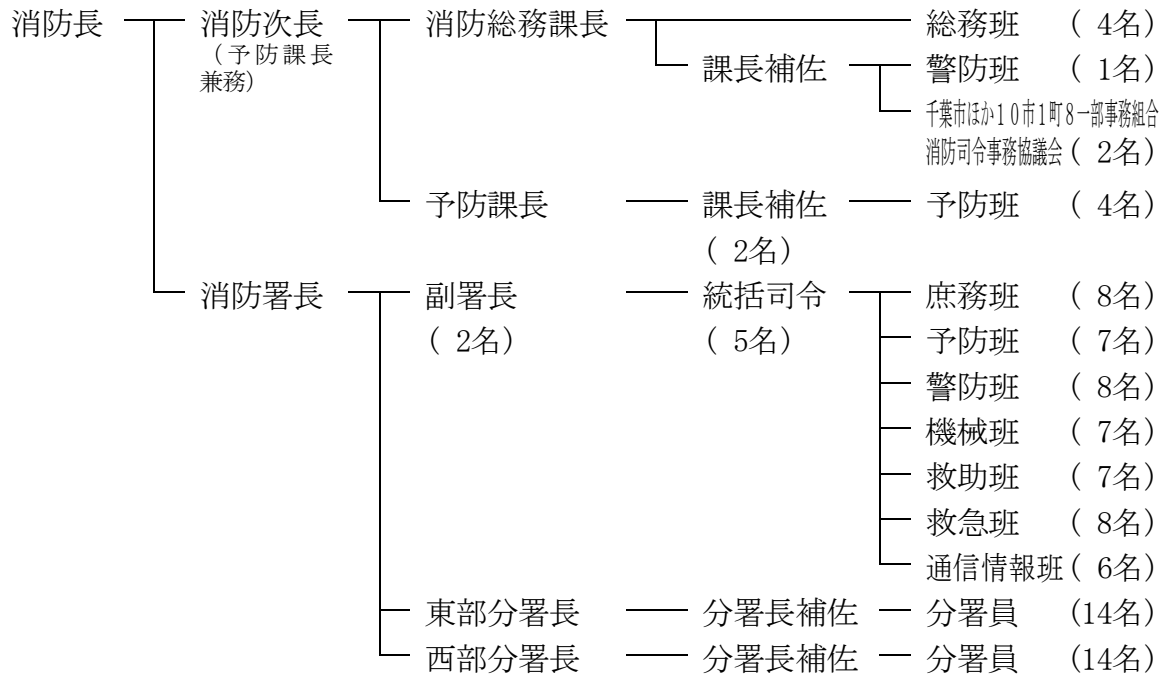 消防長 消防次長 消防総務課長 総務班 ( 4名)
(予防課長
兼務)
課長補佐 警防班 ( 1名)
千葉市ほか10市1町8一部事務組合
消防司令事務協議会 ( 2名)
予防課長 課長補佐 予防班 ( 4名)
( 2名)
消防署長 副署長 統括司令 庶務班 ( 8名)
( 2名) ( 5名) 予防班 ( 7名)
警防班 ( 8名)
機械班 ( 7名)
救助班 ( 7名)
救急班 ( 8名)
通信情報班 ( 6名)
東部分署長 分署長補佐 分署員 (14名)
西部分署長 分署長補佐 分署員 (14名)